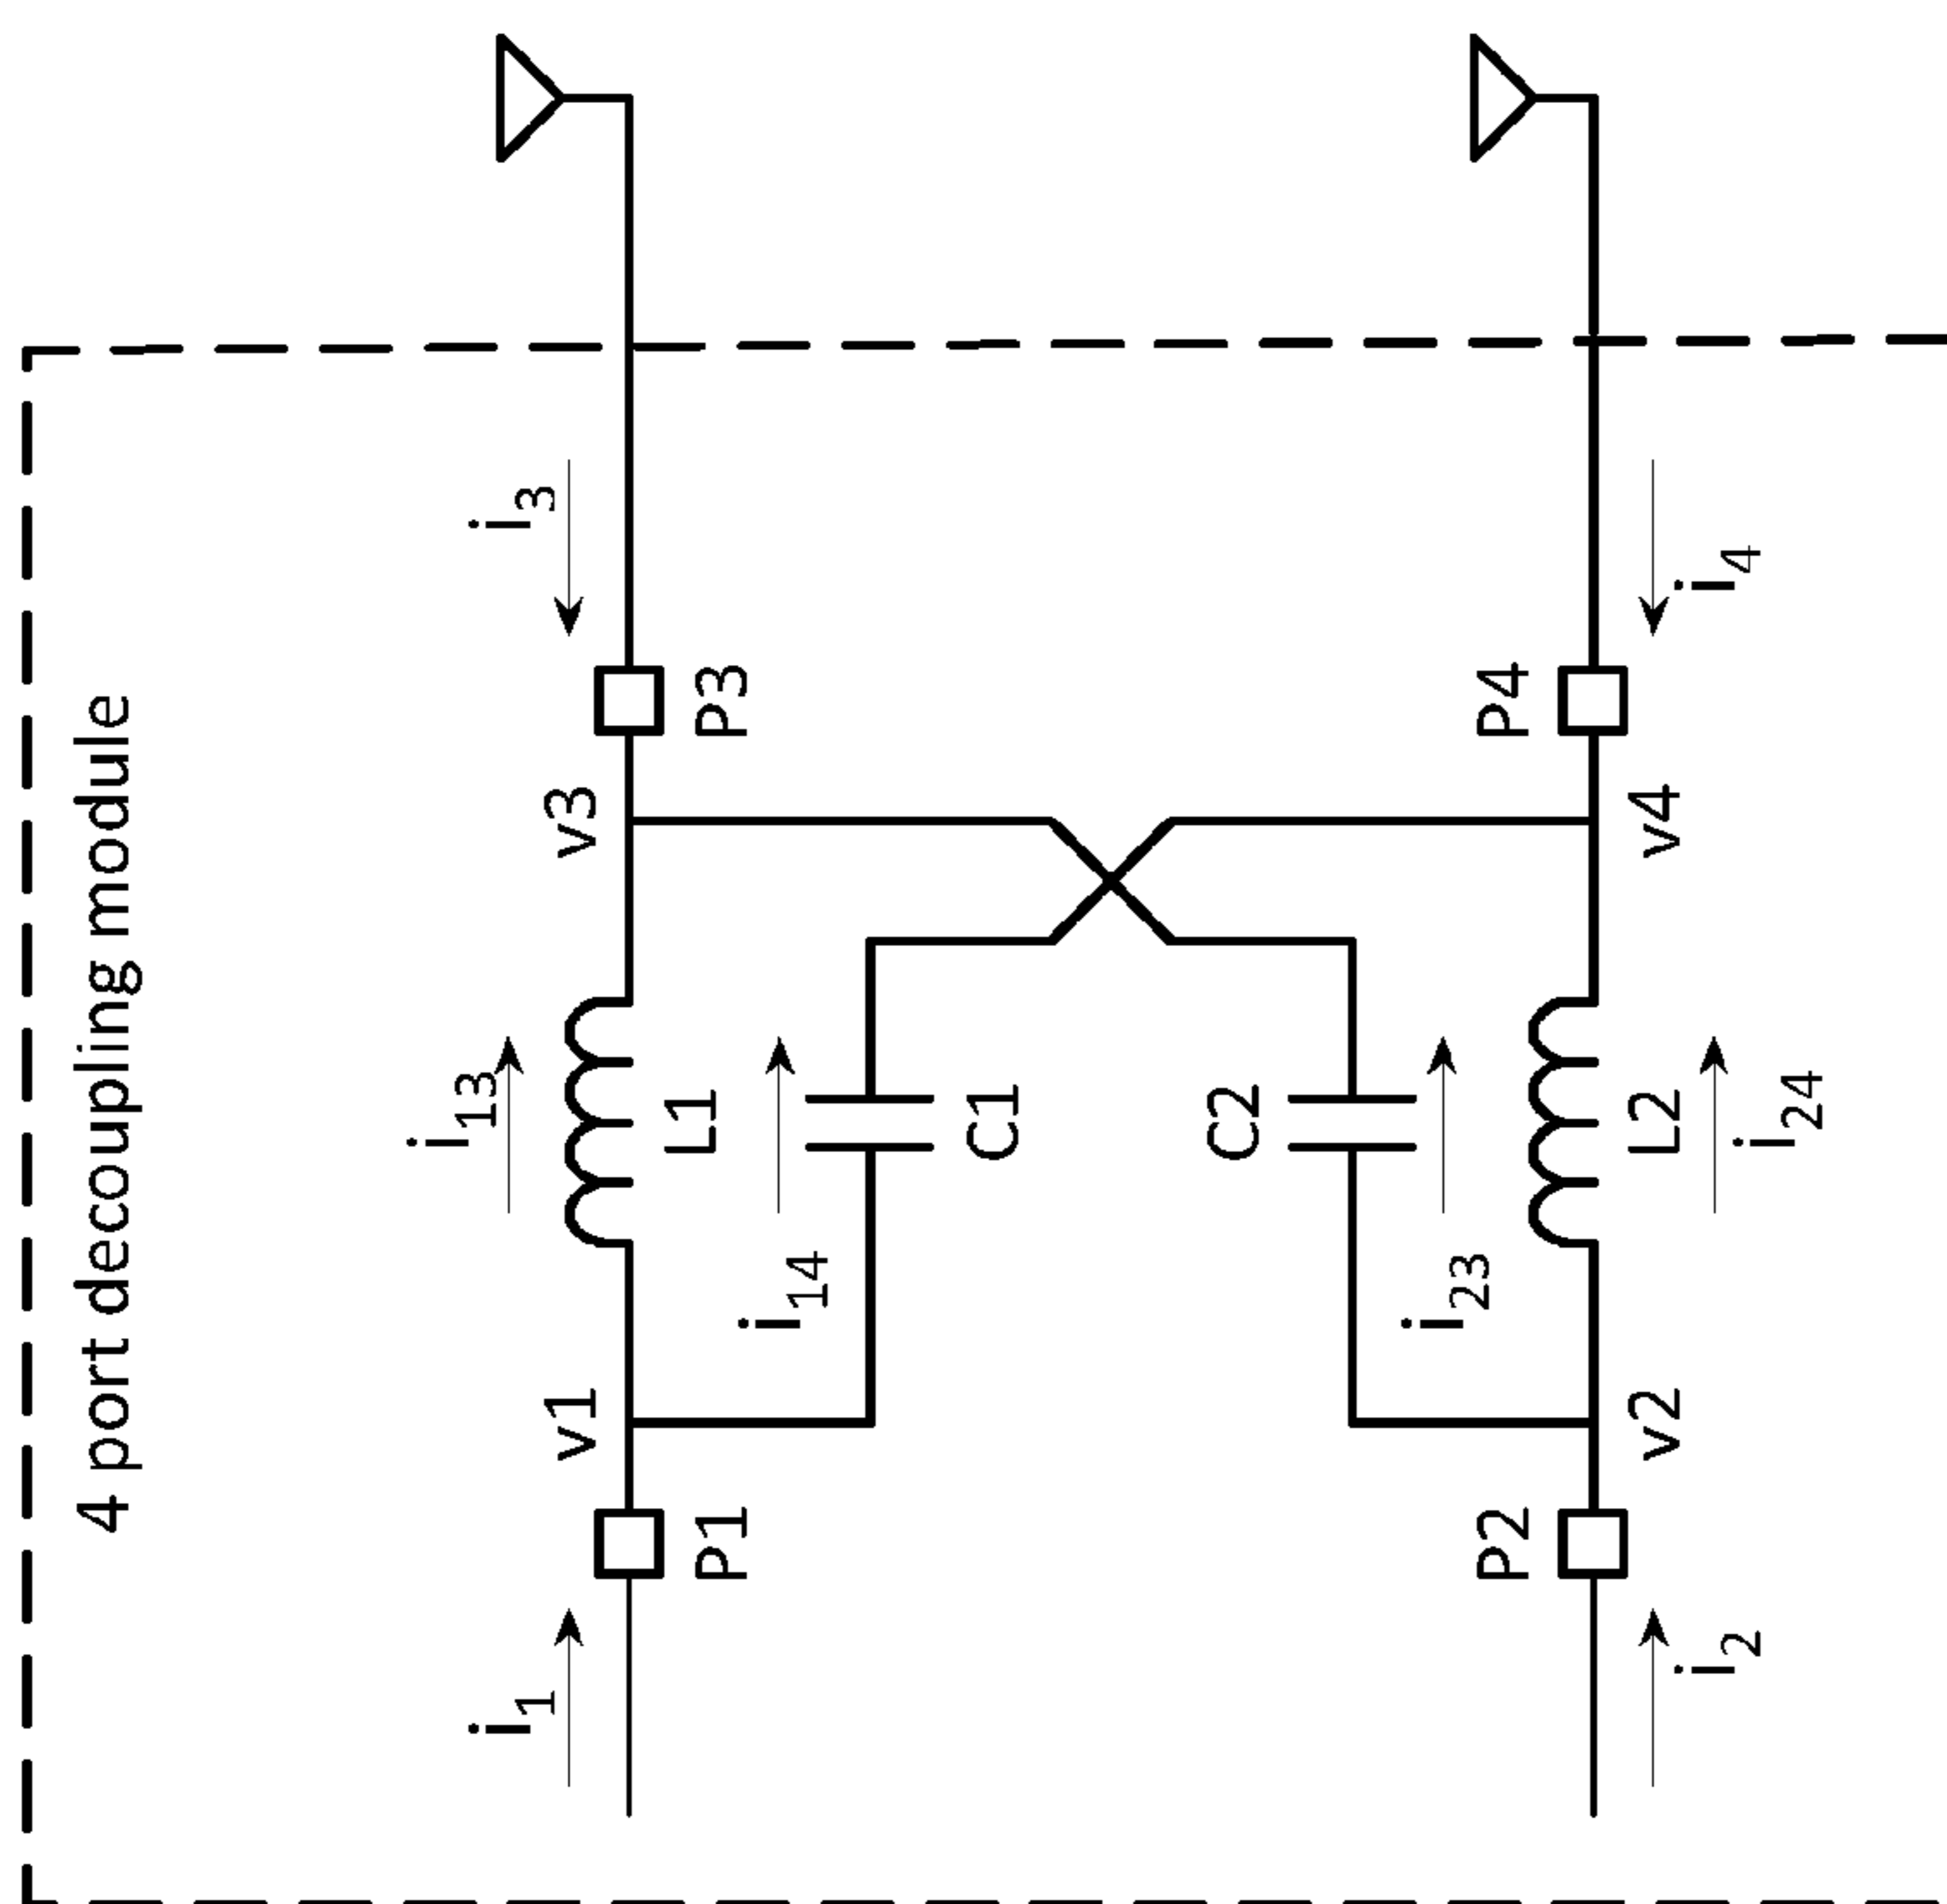 4 port decoupling module
i1
P1
v1
i13
L1
i14
C1
v3
P3
i3
i2
P2
v2
i23
C2
L2
i24
v4
P4
i4